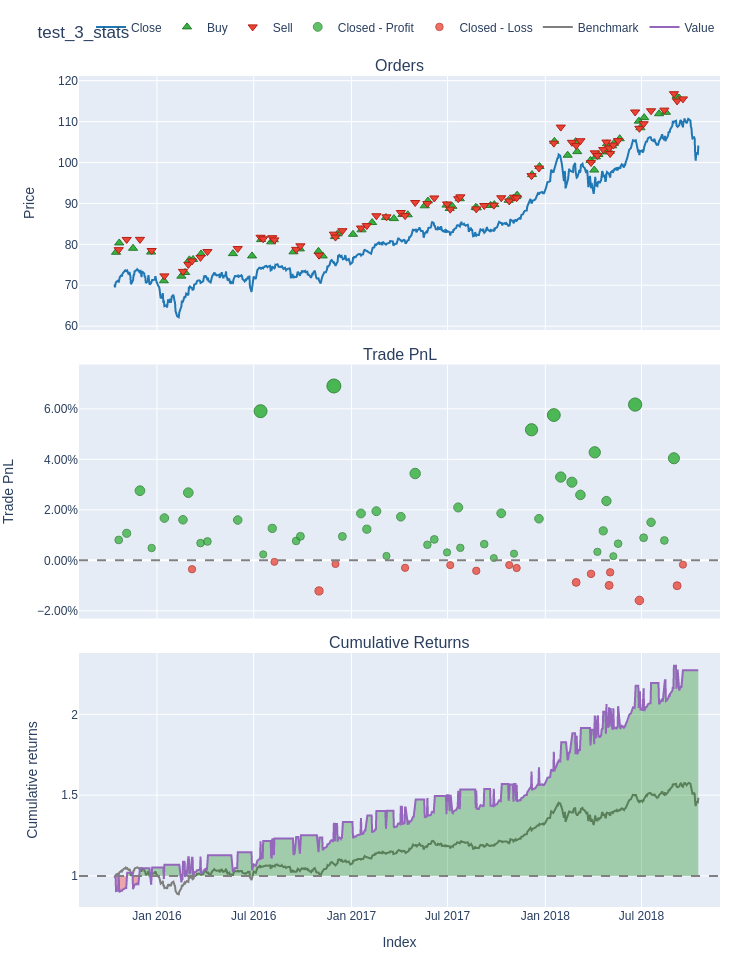 test_3_stats
Close Buy Sell Closed - Profit Closed - Loss Benchmark Value
Orders
120
110
100
90
80
70
60
Price
Trade PnL
6.00%
4.00%
2.00%
0.00%
−2.00%
Trade PnL
Cumulative Returns
2
1.5
1
Cumulative returns
Jan 2016 Jul 2016 Jan 2017 Jul 2017 Jan 2018 Jul 2018
Index